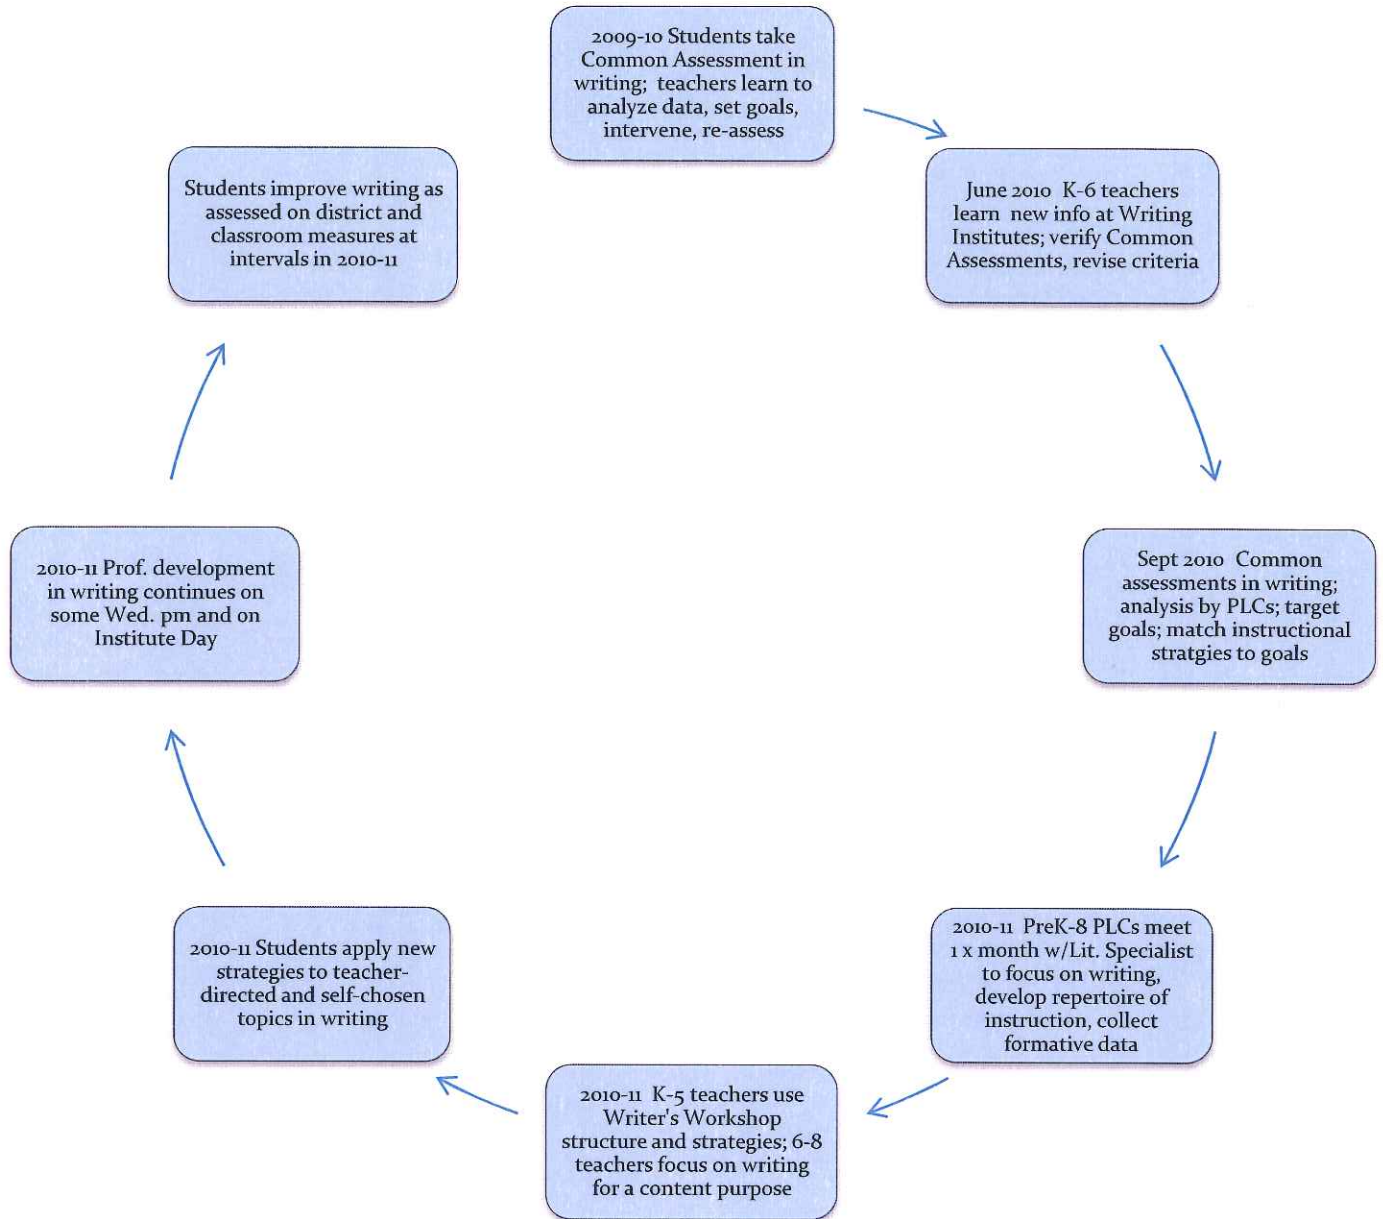 2009-10 Students take
Common Assessment in
writing; teachers learn to
analyze data, set goals,
intervene, re-assess
June 2010 K-6 teachers
learn new info at Writing
Institutes; verify Common
Assessments, revise criteria
Sept 2010 Common
assessments in writing;
analysis by PLCs; target
goals; match instructional
stratgies to goals
2010-11 PreK-8 PLCs meet
1 x month w/Lit. Specialist
to focus on writing,
develop repertoire of
instruction, collect
formative data
2010-11 K-5 teachers use
Writer's Workshop
structure and strategies; 6-8
teachers focus on writing
for a content purpose
2010-11 Students apply new
strategies to teacher-
directed and self-chosen
topics in writing
2010-11 Prof. development
in writing continues on
some Wed. pm and on
Institute Day
Students improve writing as
assessed on district and
classroom measures at
intervals in 2010-11